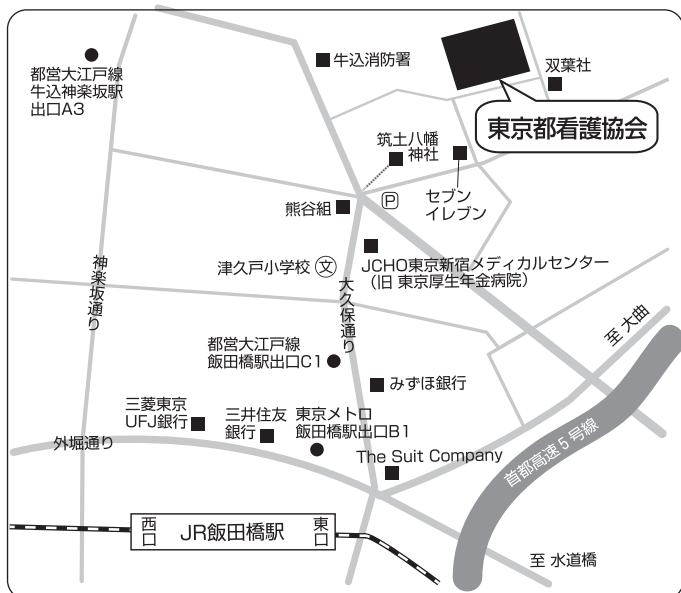 牛込消防署
双葉社
都営大江戸線
牛込神楽坂駅
出口A3
東京都看護協会
筑土八幡
神社
セブン
イレブン
P
熊谷組
津久戸小学校
文
JCHO東京新宿メディカルセンター
(旧 東京厚生年金病院)
神楽坂通り
大久保通り
至 大曲
都営大江戸線
飯田橋駅出口C1
みずほ銀行
三菱東京
UFJ銀行
三井住友
銀行
東京メトロ
飯田橋駅出口B1
外堀通り
The Suit Company
首都高速5号線
西口
JR飯田橋駅
東口
至 水道橋